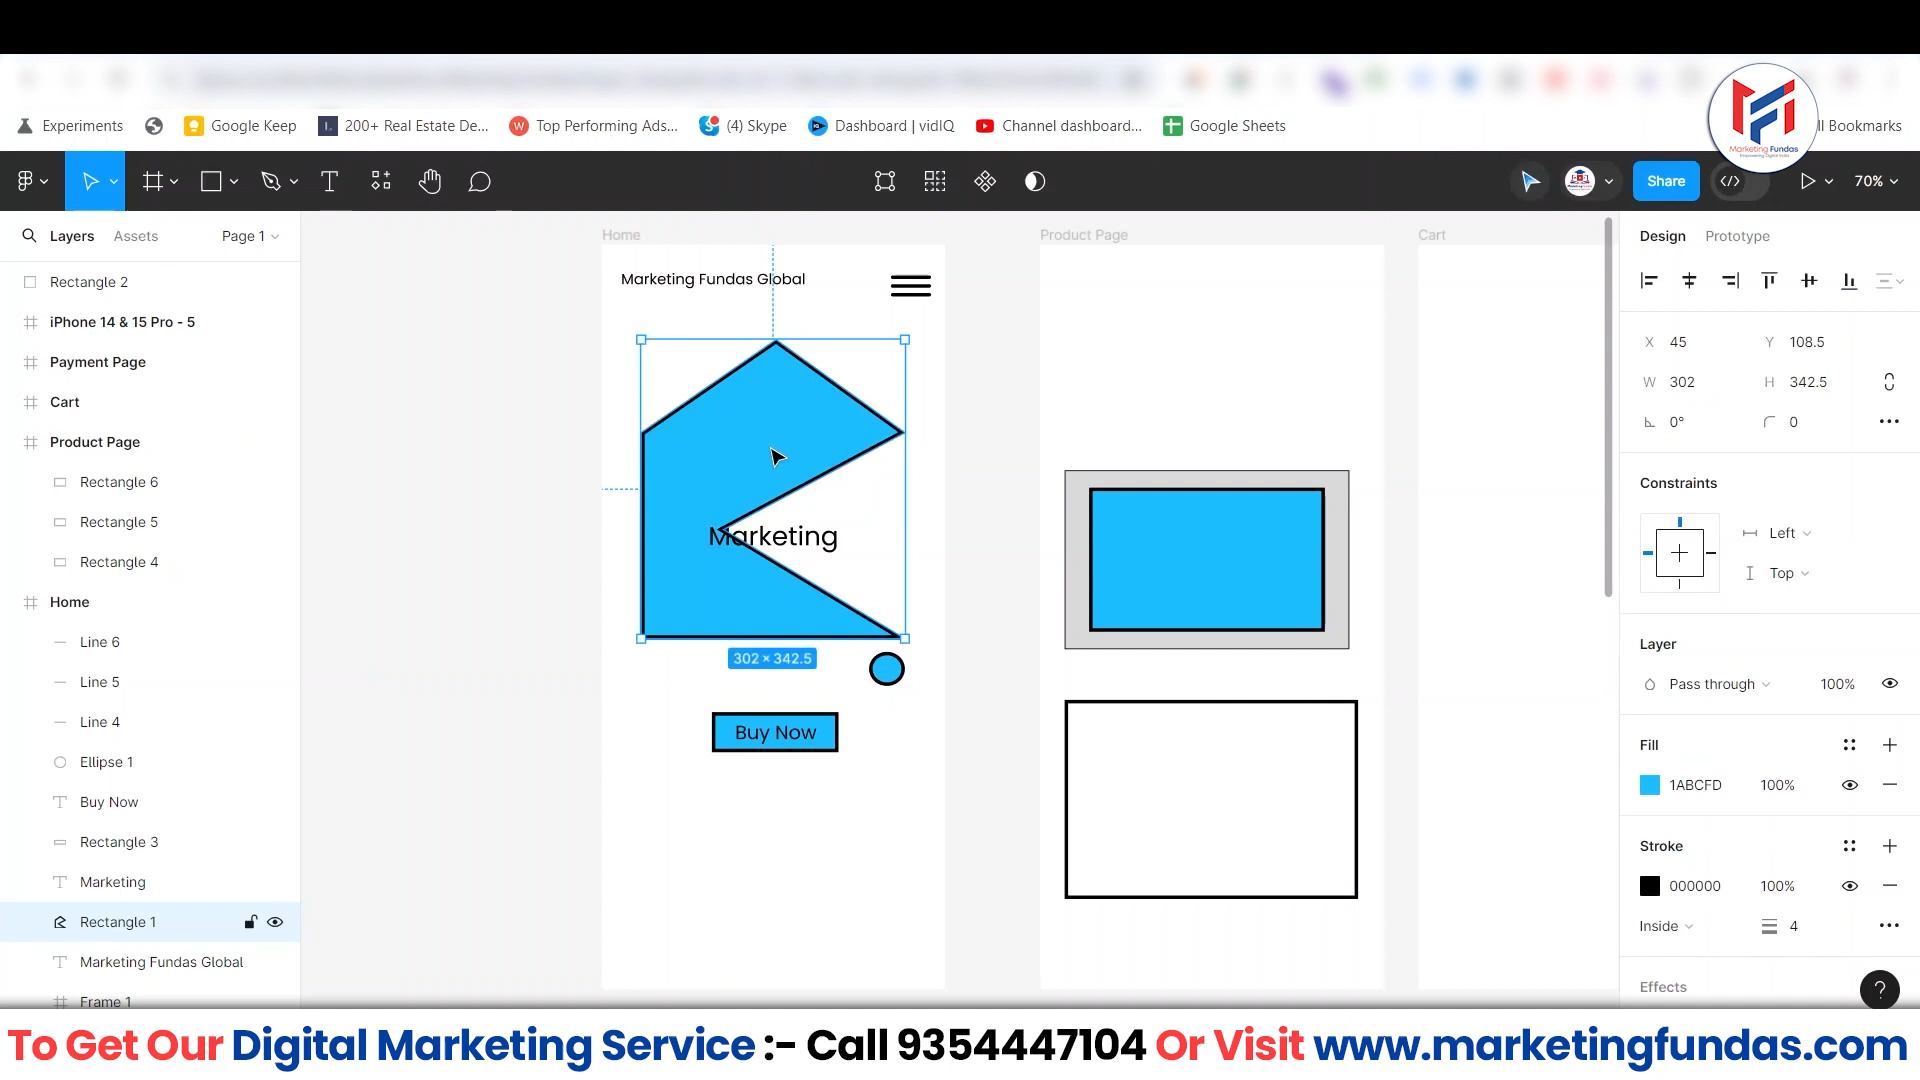 Experiments
Google Keep
200+ Real Estate De...
Top Performing Ads...
(4) Skype
Dashboard | vidIQ
Channel dashboard...
Google Sheets
ll Bookmarks
Marketing Fundas
Share
70%
Layers
Assets
Page 1
Rectangle 2
iPhone 14 & 15 Pro - 5
Payment Page
Cart
Product Page
Rectangle 6
Rectangle 5
Rectangle 4
Home
Line 6
Line 5
Line 4
Ellipse 1
Buy Now
Rectangle 3
Marketing
Rectangle 1
Marketing Fundas Global
Frame 1
Home
Marketing Fundas Global
Marketing
302 × 342.5
Buy Now
Product Page
Cart
Design
Prototype
X 45
Y 108.5
W 302
H 342.5
0°
0
Constraints
Left
Top
Layer
Pass through
100%
Fill
1ABCFD
100%
Stroke
000000
100%
Inside
4
Effects
?
To Get Our Digital Marketing Service :- Call 9354447104 Or Visit www.marketingfundas.com